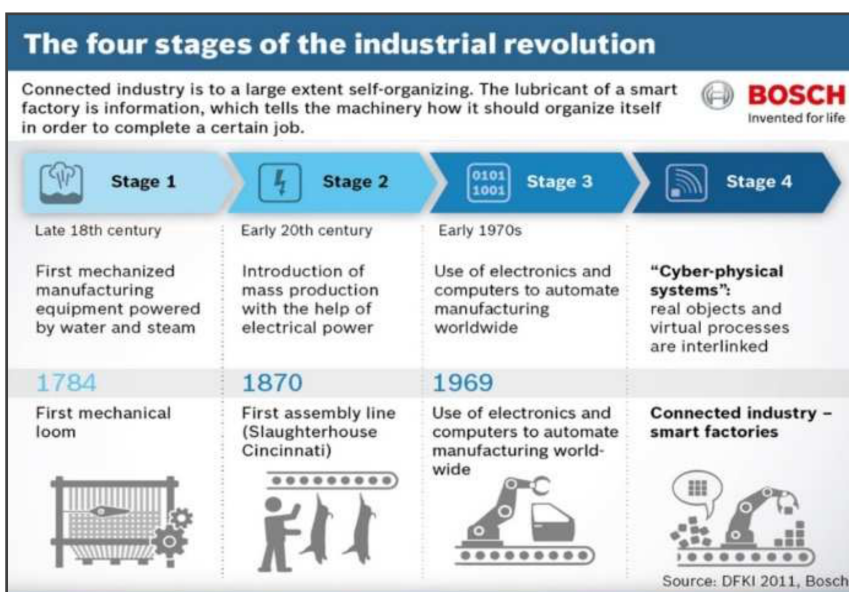 The four stages of the industrial revolution
Connected industry is to a large extent self-organizing. The lubricant of a smart
factory is information, which tells the machinery how it should organize itself
in order to complete a certain job.
BOSCH
Invented for life
Stage 1
0101
1001
Stage 2
Stage 3
Stage 4
Late 18th century
Early 20th century
Early 1970s
First mechanized
manufacturing
equipment powered
by water and steam
Introduction of
mass production
with the help of
electrical power
Use of electronics and
computers to automate
manufacturing
worldwide
“Cyber-physical
systems”:
real objects and
virtual processes
are interlinked
1784
1870
1969
First mechanical
loom
First assembly line
(Slaughterhouse
Cincinnati)
Use of electronics and
computers to automate
manufacturing world-
wide
Connected industry –
smart factories
Source: DFKI 2011, Bosch